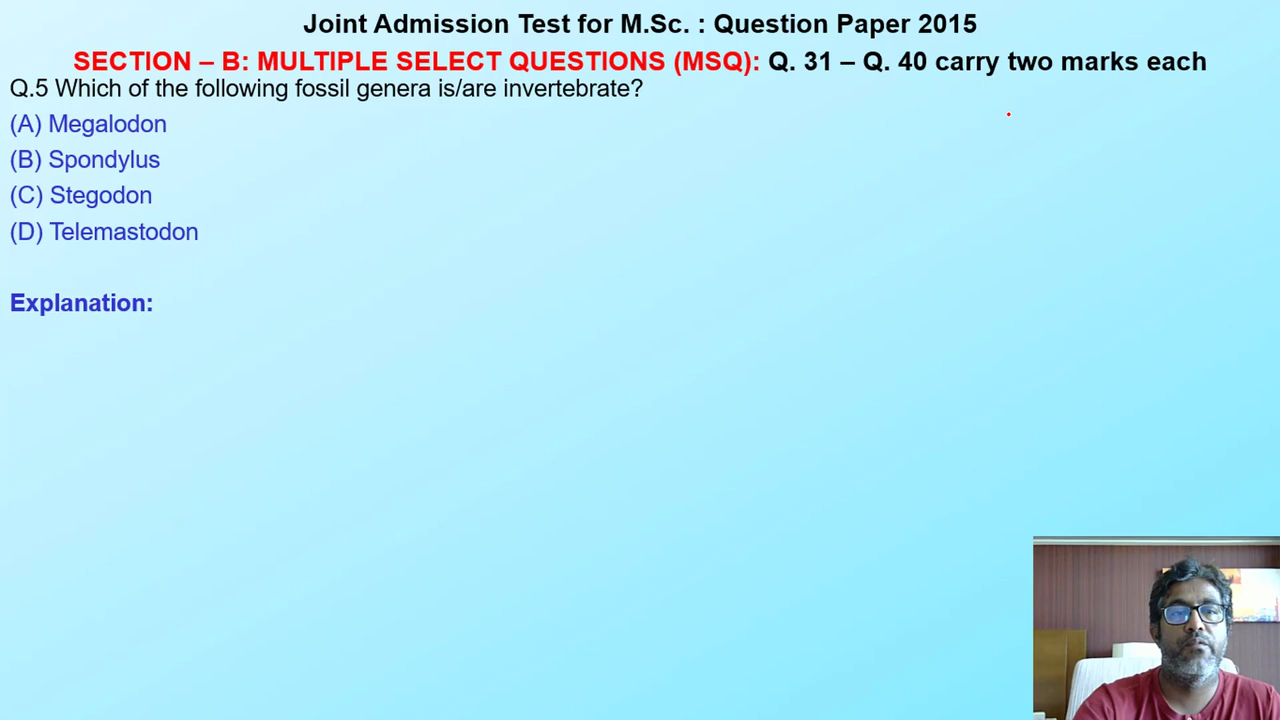 Joint Admission Test for M.Sc. : Question Paper 2015
SECTION – B: MULTIPLE SELECT QUESTIONS (MSQ): Q. 31 – Q. 40 carry two marks each
Q.5 Which of the following fossil genera is/are invertebrate?
(A) Megalodon
(B) Spondylus
(C) Stegodon
(D) Telemastodon
Explanation: